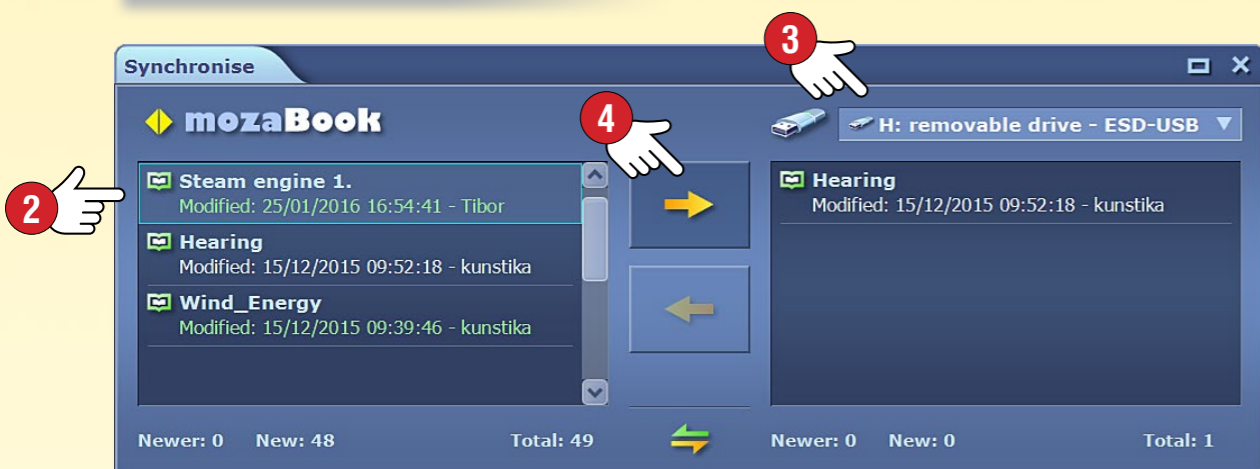 3
Synchronise
mozaBook
4
H: removable drive - ESD-USB
2
Steam engine 1.
Modified: 25/01/2016 16:54:41 - Tibor
Hearing
Modified: 15/12/2015 09:52:18 - kunstika
Wind_Energy
Modified: 15/12/2015 09:39:46 - kunstika
Hearing
Modified: 15/12/2015 09:52:18 - kunstika
Newer: 0 New: 48 Total: 49
Newer: 0 New: 0 Total: 1